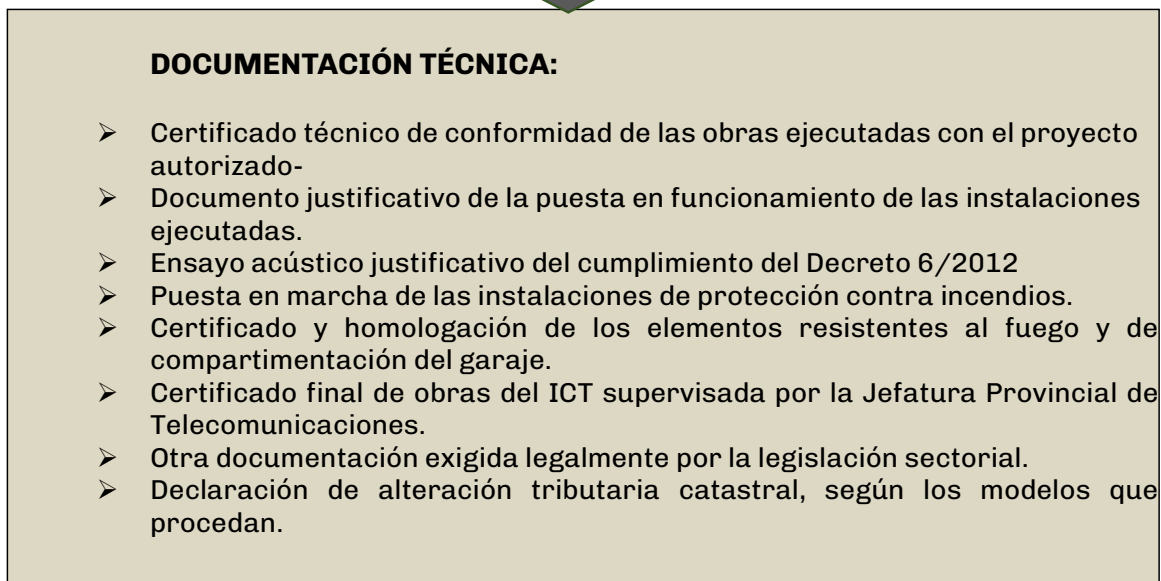 DOCUMENTACIÓN TÉCNICA:
➢ Certificado técnico de conformidad de las obras ejecutadas con el proyecto
autorizado-
➢ Documento justificativo de la puesta en funcionamiento de las instalaciones
ejecutadas.
➢ Ensayo acústico justificativo del cumplimiento del Decreto 6/2012
➢ Puesta en marcha de las instalaciones de protección contra incendios.
➢ Certificado y homologación de los elementos resistentes al fuego y de
compartimentación del garaje.
➢ Certificado final de obras del ICT supervisada por la Jefatura Provincial de
Telecomunicaciones.
➢ Otra documentación exigida legalmente por la legislación sectorial.
➢ Declaración de alteración tributaria catastral, según los modelos que
procedan.